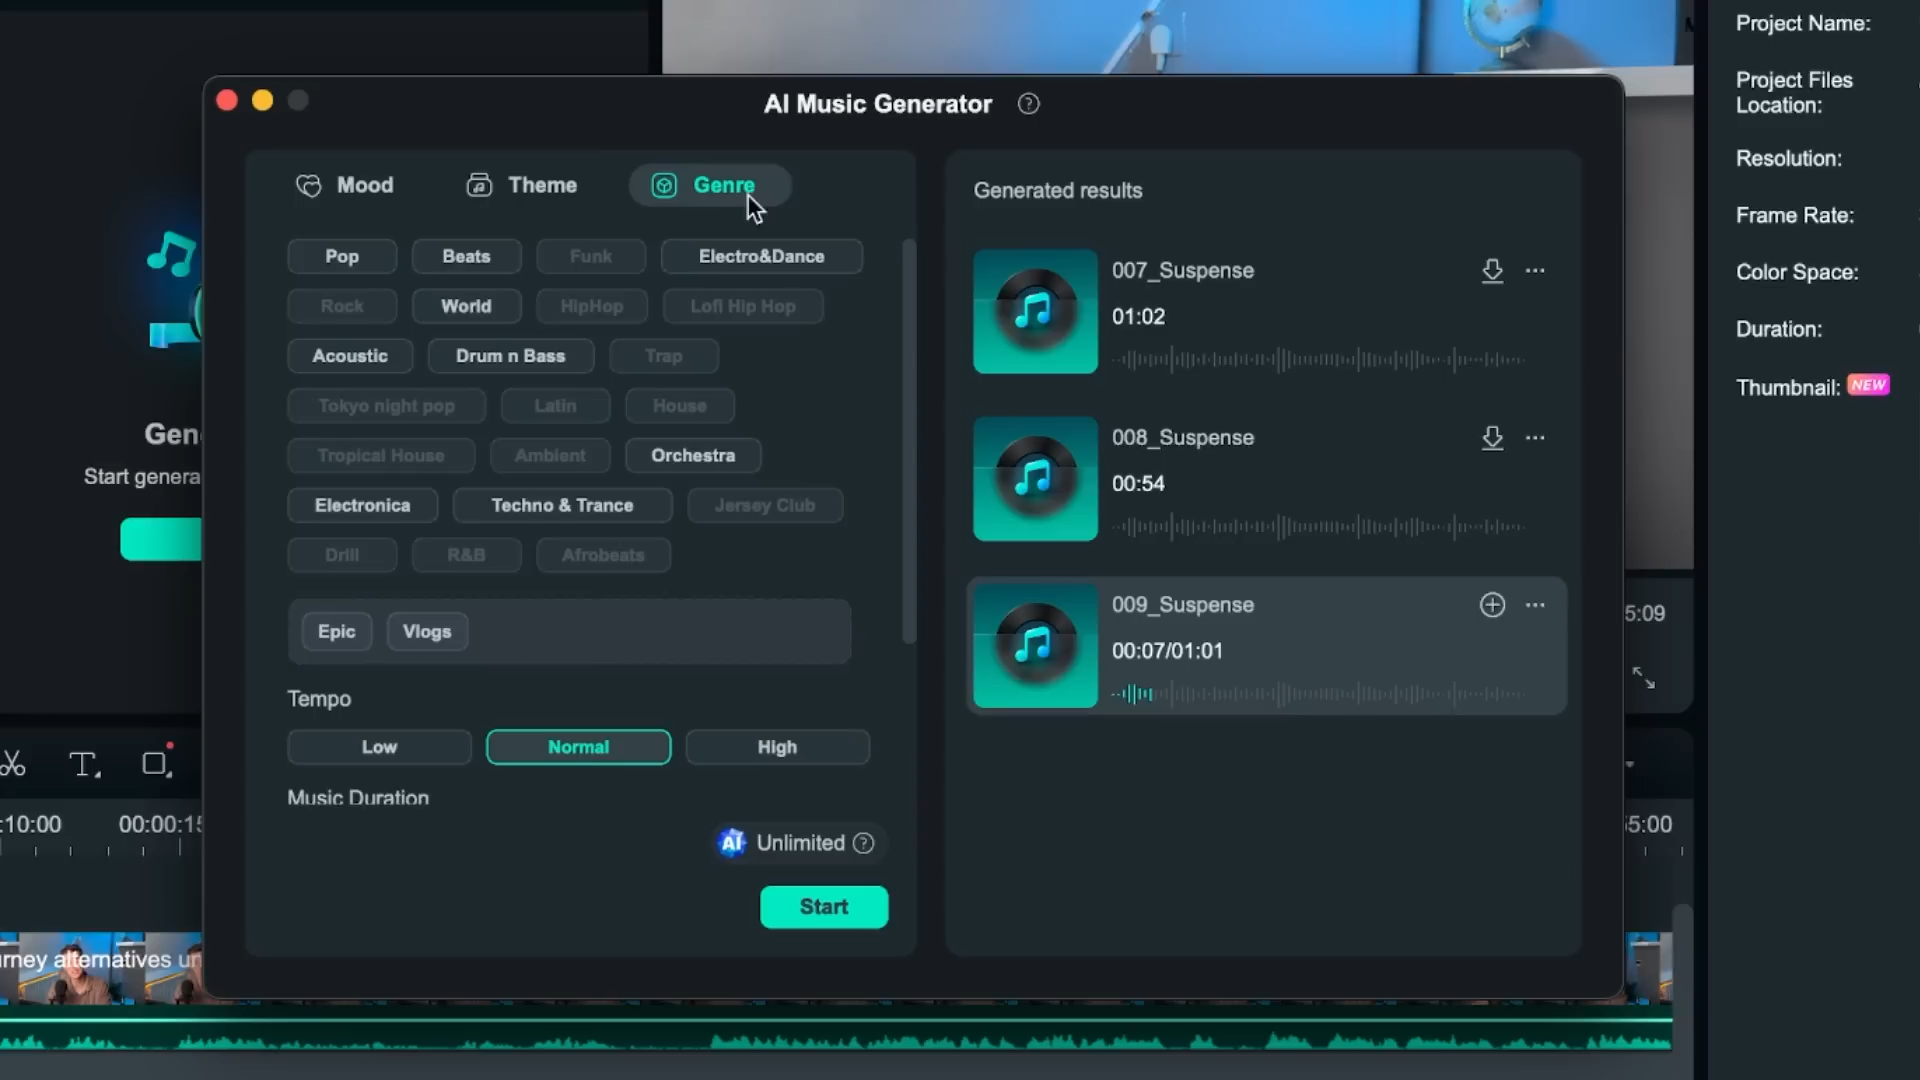 AI Music Generator
Mood
Theme
Genre
Pop
Beats
Funk
Electro&Dance
Rock
World
HipHop
Lofi Hip Hop
Acoustic
Drum n Bass
Trap
Tokyo night pop
Latin
House
Tropical House
Ambient
Orchestra
Electronica
Techno & Trance
Jersey Club
Drill
R&B
Afrobeats
Epic
Vlogs
Tempo
Low
Normal
High
Music Duration
AI Unlimited
Start
Generated results
007_Suspense
01:02
008_Suspense
00:54
009_Suspense
00:07/01:01
Project Name:
Project Files
Location:
Resolution:
Frame Rate:
Color Space:
Duration:
Thumbnail: NEW
Gen
Start genera
5:09
:10:00
00:00:15
5:00
rney alternatives un